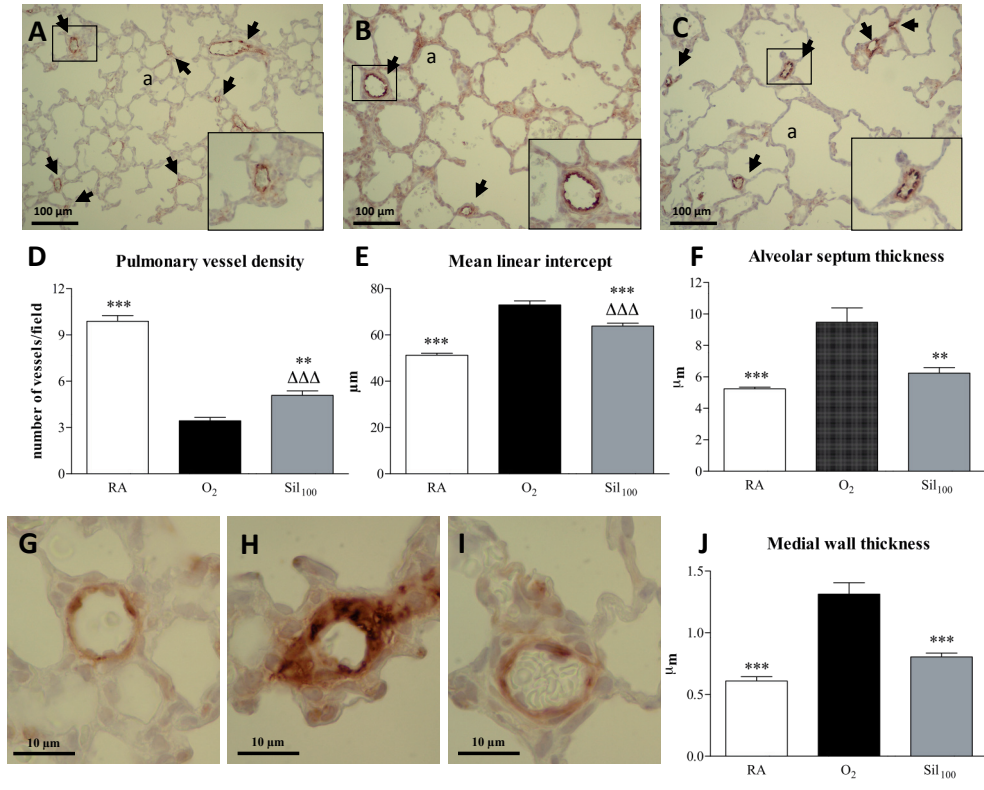 A
B
C
a
a
a
100 µm
100 µm
100 µm
D
Pulmonary vessel density
number of vessels/field
12
9
6
3
0
***
**
ΔΔΔ
RA
O2
Sil100
E
Mean linear intercept
µm
80
60
40
20
0
***
***
ΔΔΔ
RA
O2
Sil100
F
Alveolar septum thickness
µm
12
10
8
6
4
2
0
***
**
RA
O2
Sil100
G
H
I
10 µm
10 µm
10 µm
J
Medial wall thickness
µm
1.5
1.0
0.5
0.0
***
***
RA
O2
Sil100